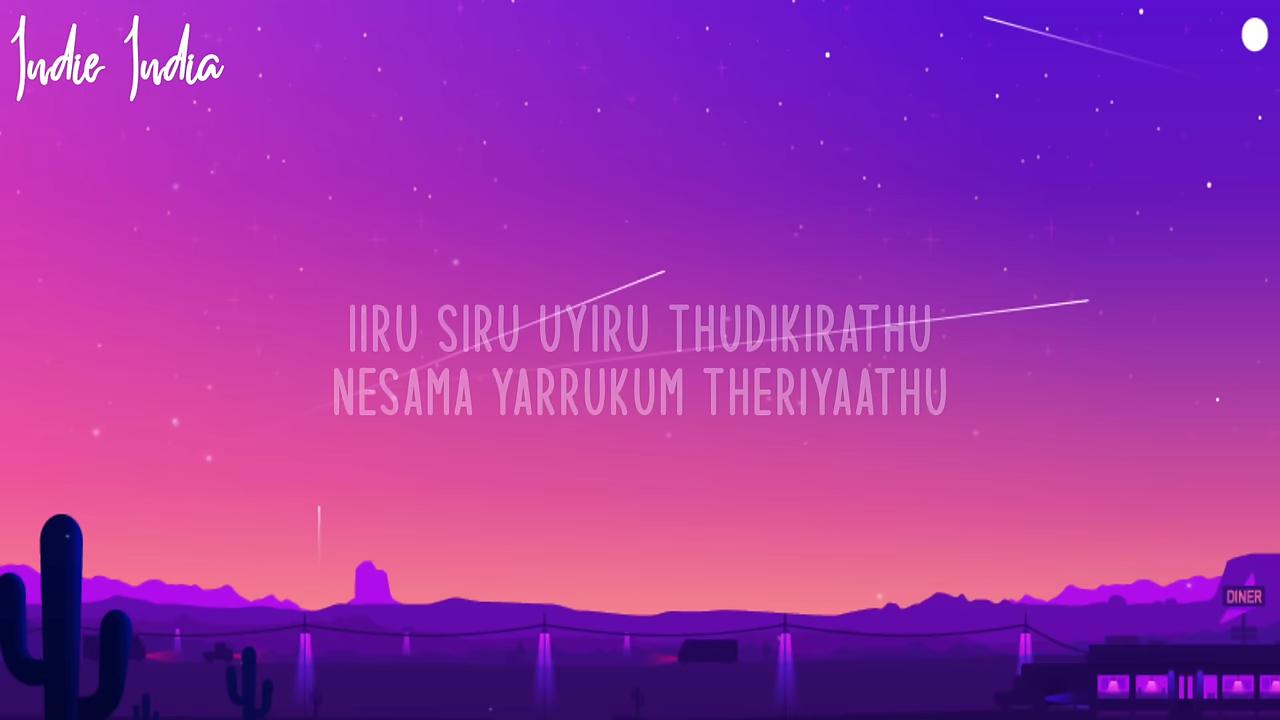 Indie India
IIRU SIRU UYIRU THUDIKIRATHU
NESAMA YARRUKUM THERIYAATHU
DINER